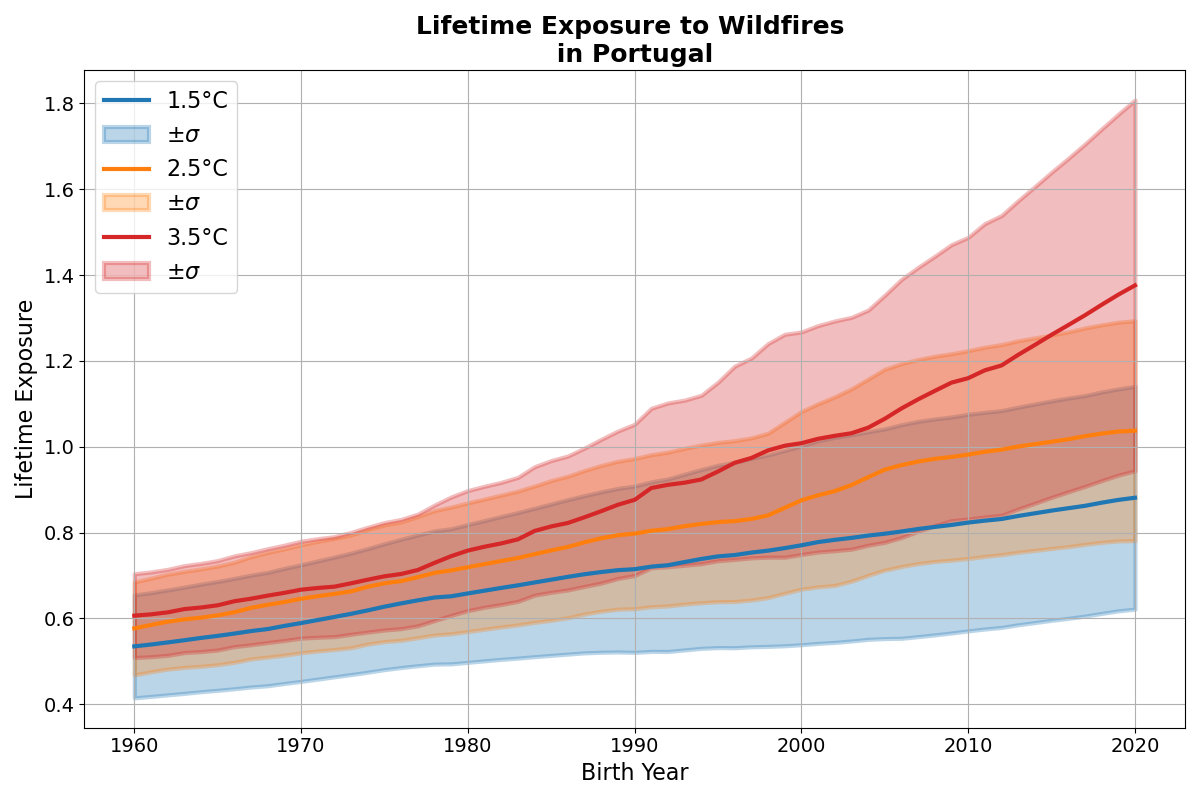 Lifetime Exposure to Wildfires
in Portugal
1.5°C
±σ
2.5°C
±σ
3.5°C
±σ
Lifetime Exposure
1.8
1.6
1.4
1.2
1.0
0.8
0.6
0.4
1960 1970 1980 1990 2000 2010 2020
Birth Year